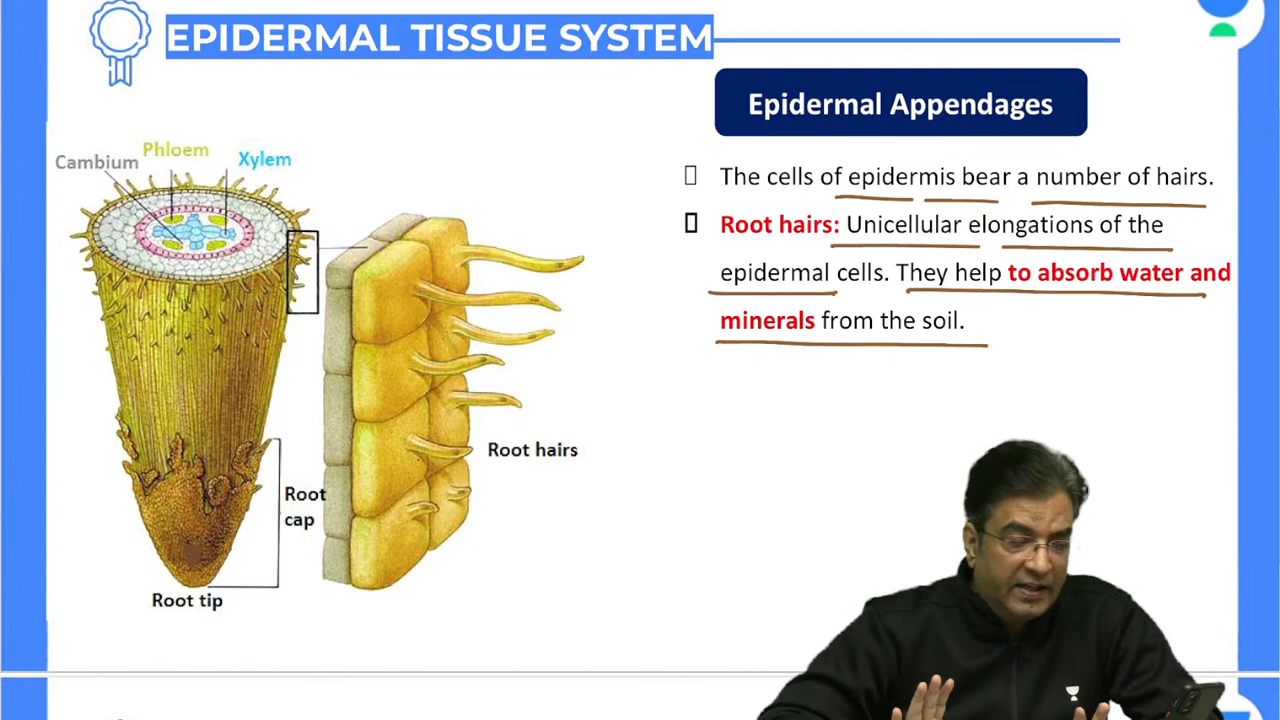 EPIDERMAL TISSUE SYSTEM
Epidermal Appendages
The cells of epidermis bear a number of hairs.
Root hairs: Unicellular elongations of the
epidermal cells. They help to absorb water and
minerals from the soil.
Phloem
Cambium
Xylem
Root hairs
Root
cap
Root tip